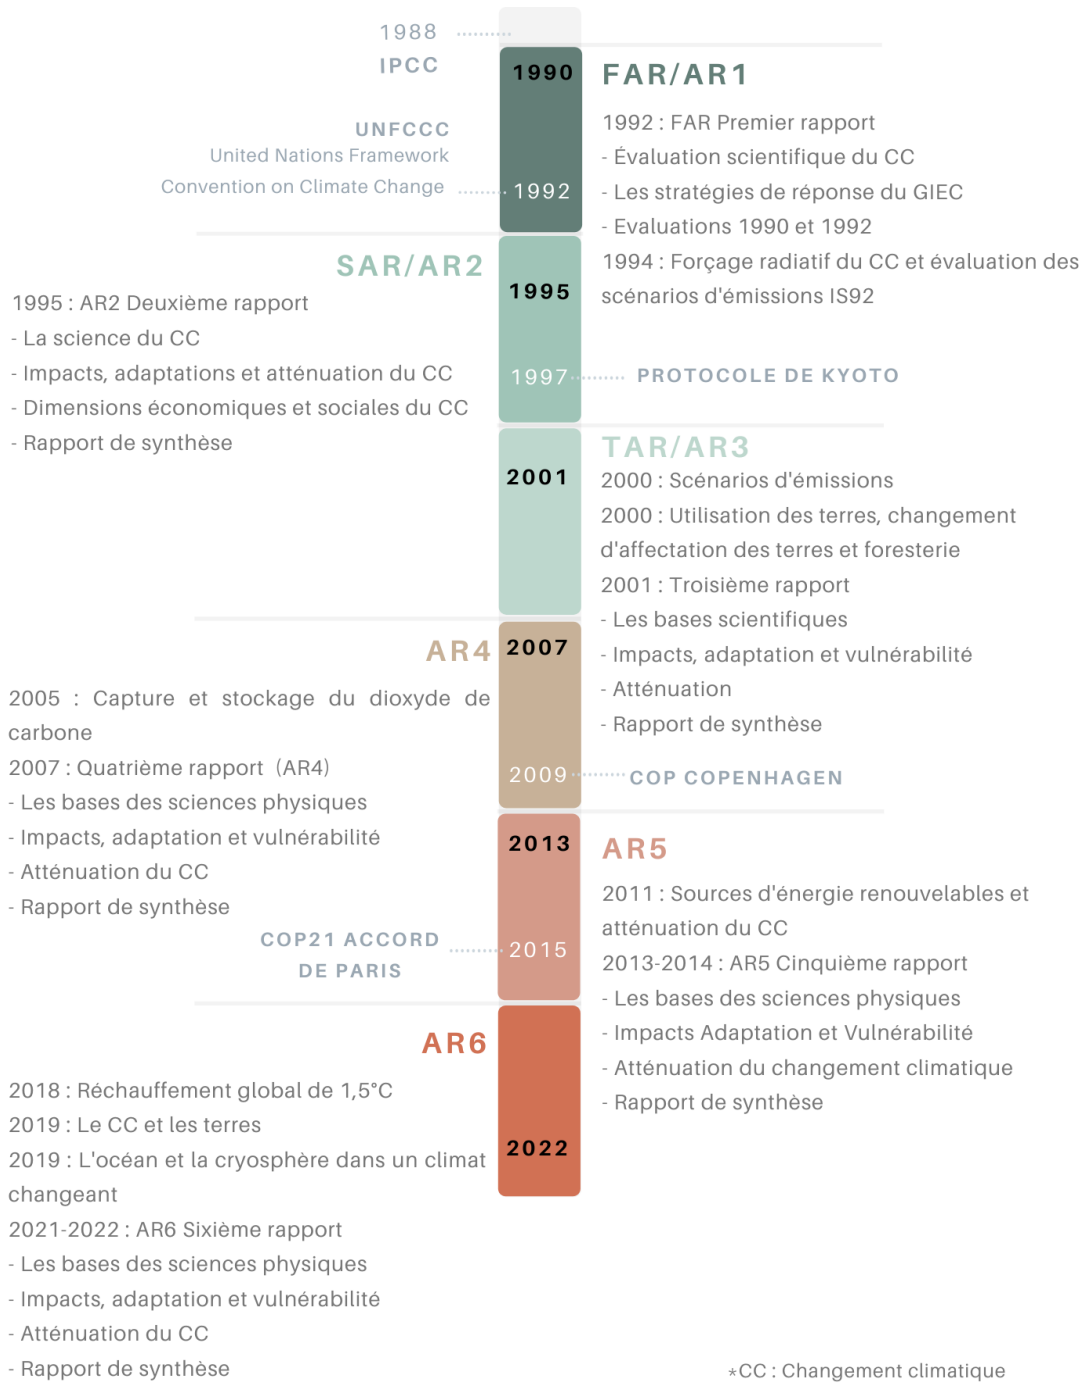 1988
IPCC
1990
FAR/AR1
UNFCCC
United Nations Framework
Convention on Climate Change
1992
1992 : FAR Premier rapport
- Évaluation scientifique du CC
- Les stratégies de réponse du GIEC
- Evaluations 1990 et 1992
1994 : Forçage radiatif du CC et évaluation des
scénarios d'émissions IS92
SAR/AR2
1995
1995 : AR2 Deuxième rapport
- La science du CC
- Impacts, adaptations et atténuation du CC
- Dimensions économiques et sociales du CC
- Rapport de synthèse
1997
PROTOCOLE DE KYOTO
TAR/AR3
2001
2000 : Scénarios d'émissions
2000 : Utilisation des terres, changement
d'affectation des terres et foresterie
2001 : Troisième rapport
- Les bases scientifiques
- Impacts, adaptation et vulnérabilité
- Atténuation
- Rapport de synthèse
AR4
2007
2005 : Capture et stockage du dioxyde de
carbone
2007 : Quatrième rapport (AR4)
- Les bases des sciences physiques
- Impacts, adaptation et vulnérabilité
- Atténuation du CC
- Rapport de synthèse
2009
COP COPENHAGEN
2013
AR5
2011 : Sources d'énergie renouvelables et
atténuation du CC
2013-2014 : AR5 Cinquième rapport
- Les bases des sciences physiques
- Impacts Adaptation et Vulnérabilité
- Atténuation du changement climatique
- Rapport de synthèse
COP21 ACCORD
DE PARIS
2015
AR6
2022
2018 : Réchauffement global de 1,5°C
2019 : Le CC et les terres
2019 : L'océan et la cryosphère dans un climat
changeant
2021-2022 : AR6 Sixième rapport
- Les bases des sciences physiques
- Impacts, adaptation et vulnérabilité
- Atténuation du CC
- Rapport de synthèse
*CC : Changement climatique